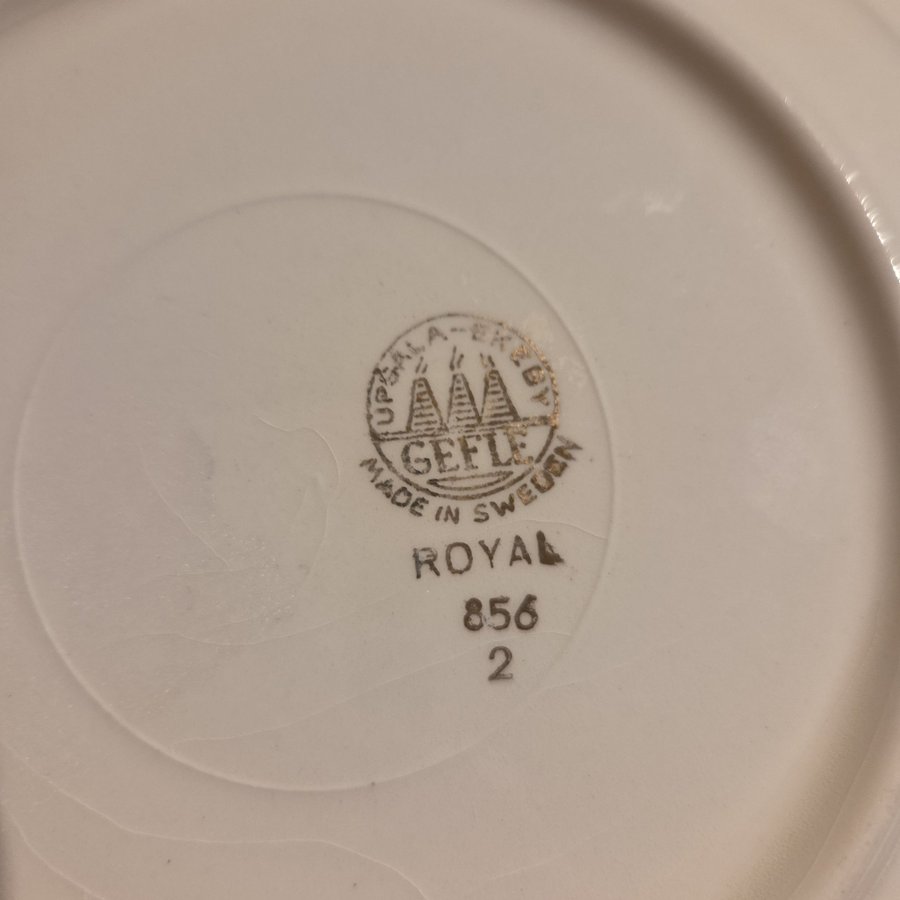 UPSALA-EKEBY
GEFLE
MADE IN SWEDEN
ROYAL
856
2